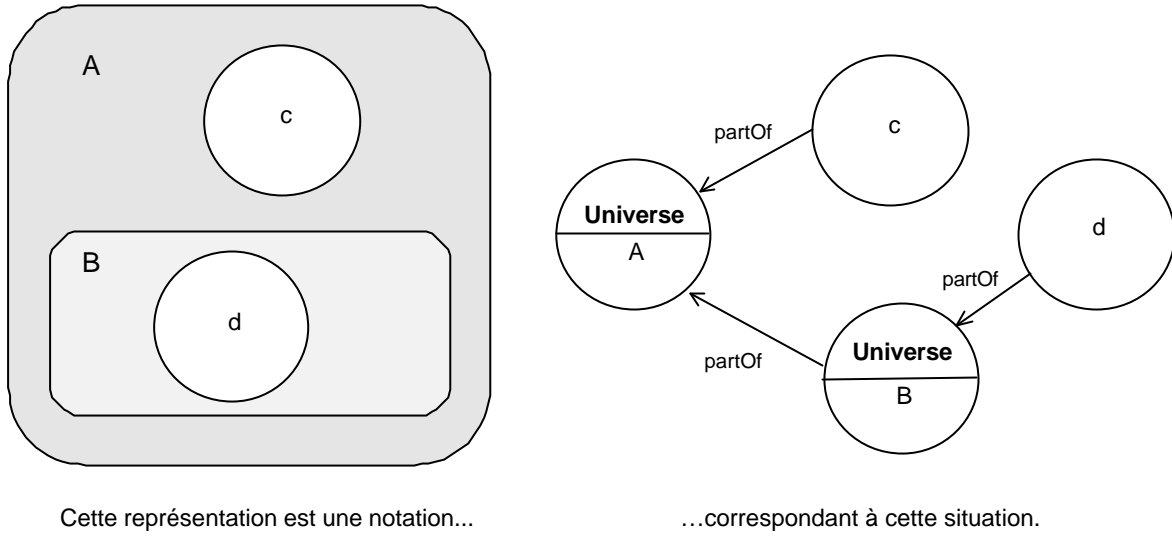 A
c
B
d
c
partOf
Universe
A
d
partOf
partOf
Universe
B
Cette représentation est une notation...
…correspondant à cette situation.